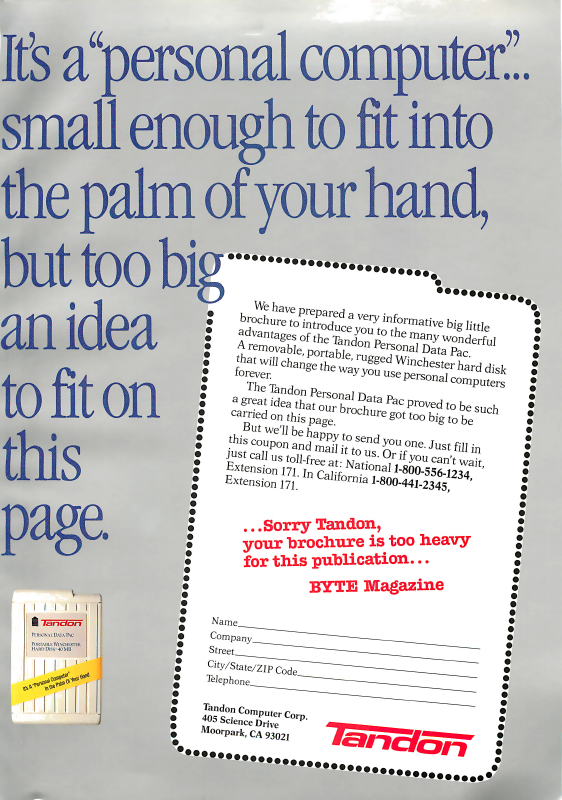 It's a "personal computer"...
small enough to fit into
the palm of your hand,
but too big
an idea
to fit on
this
page.
We have prepared a very informative big little
brochure to introduce you to the many wonderful
advantages of the Tandon Personal Data Pac.
A removable, portable, rugged Winchester hard disk
that will change the way you use personal computers
forever.
The Tandon Personal Data Pac proved to be such
a great idea that our brochure got too big to be
carried on this page.
But we'll be happy to send you one. Just fill in
this coupon and mail it to us. Or if you can't wait,
just call us toll-free at: National 1-800-556-1234,
Extension 171. In California 1-800-441-2345,
Extension 171.
...Sorry Tandon,
your brochure is too heavy
for this publication...
BYTE Magazine
Name
Company
Street
City/State/ZIP Code
Telephone
Tandon Computer Corp.
405 Science Drive
Moorpark, CA 93021
Tandon
Tandon
PERSONAL DATA PAC
PORTABLE WINCHESTER
HARD DISK-40 MB
It's A "Personal Computer"
In the Palm Of Your Hand